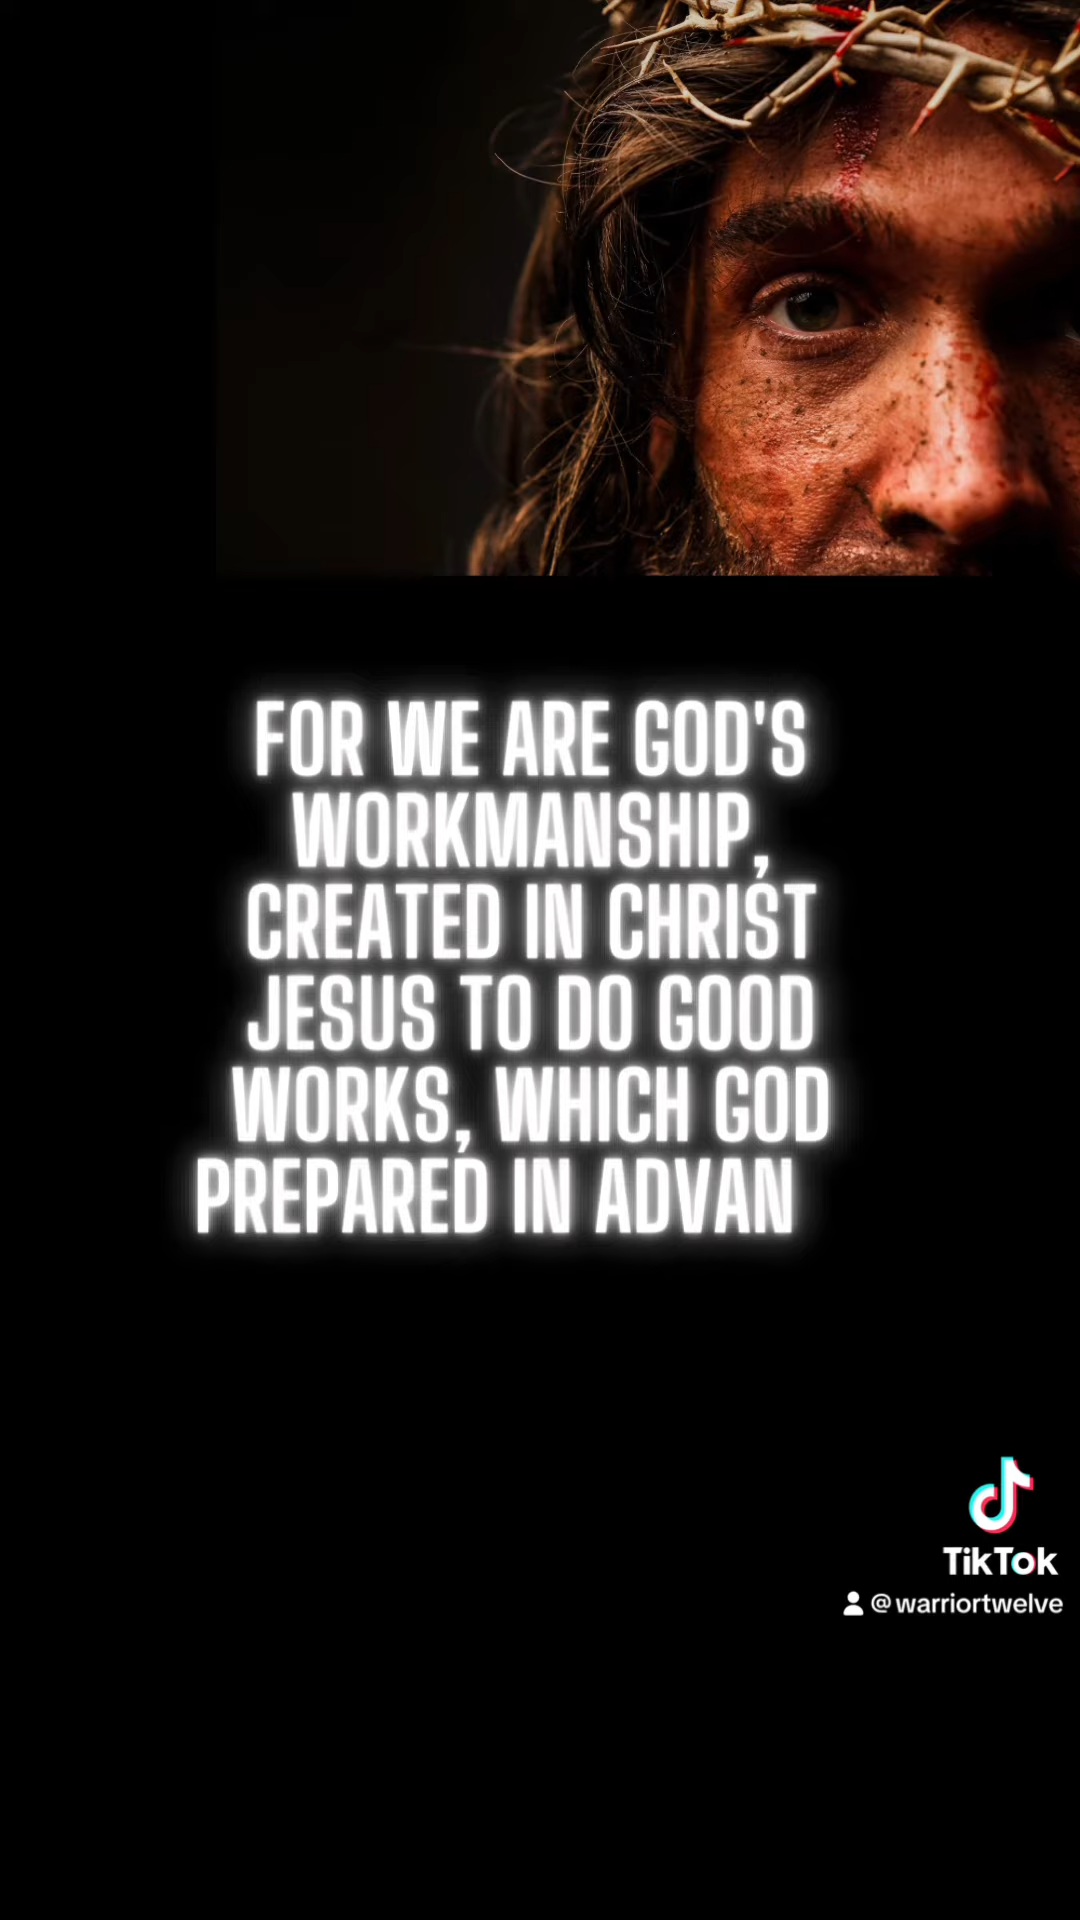 FOR WE ARE GOD'S
WORKMANSHIP,
CREATED IN CHRIST
JESUS TO DO GOOD
WORKS, WHICH GOD
PREPARED IN ADVAN
TikTok
@warriortwelve